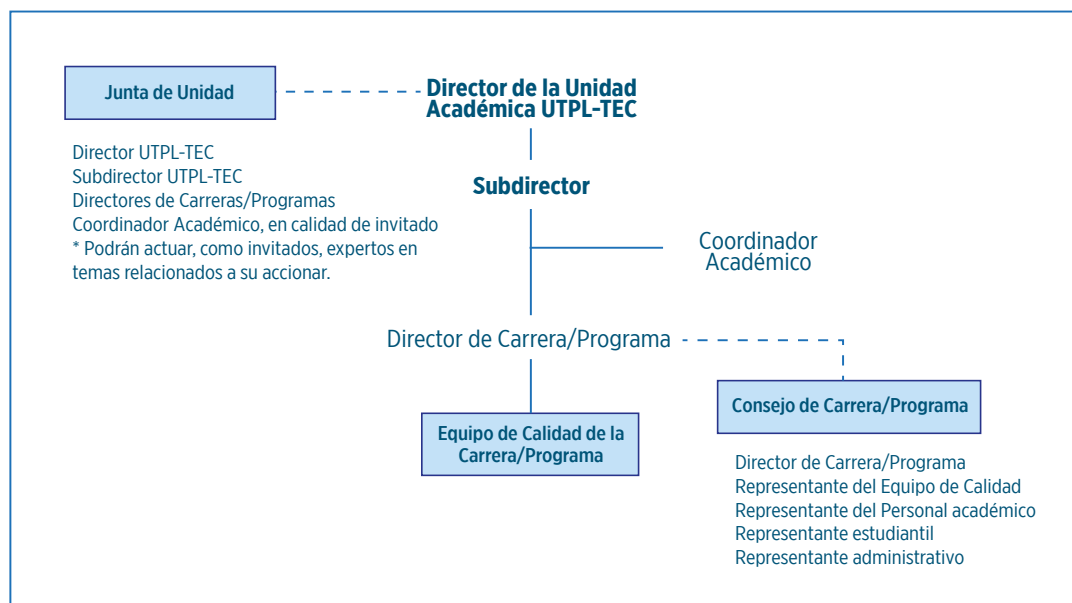 Junta de Unidad
Director de la Unidad
Académica UTPL-TEC
Director UTPL-TEC
Subdirector UTPL-TEC
Directores de Carreras/Programas
Coordinador Académico, en calidad de invitado
* Podrán actuar, como invitados, expertos en
temas relacionados a su accionar.
Subdirector
Coordinador
Académico
Director de Carrera/Programa
Equipo de Calidad de la
Carrera/Programa
Consejo de Carrera/Programa
Director de Carrera/Programa
Representante del Equipo de Calidad
Representante del Personal académico
Representante estudiantil
Representante administrativo